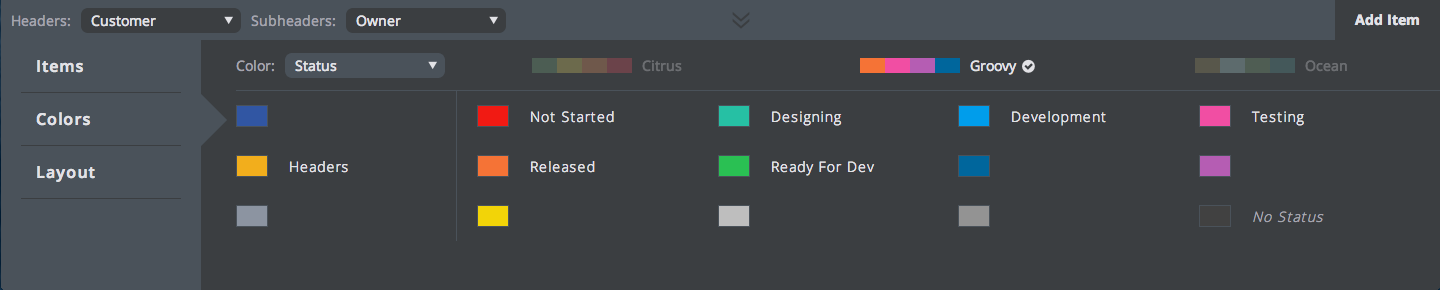 Headers: Customer Subheaders: Owner Add Item
Items
Colors
Layout
Color: Status Citrus Groovy Ocean
Not Started Designing Development Testing
Headers Released Ready For Dev
No Status